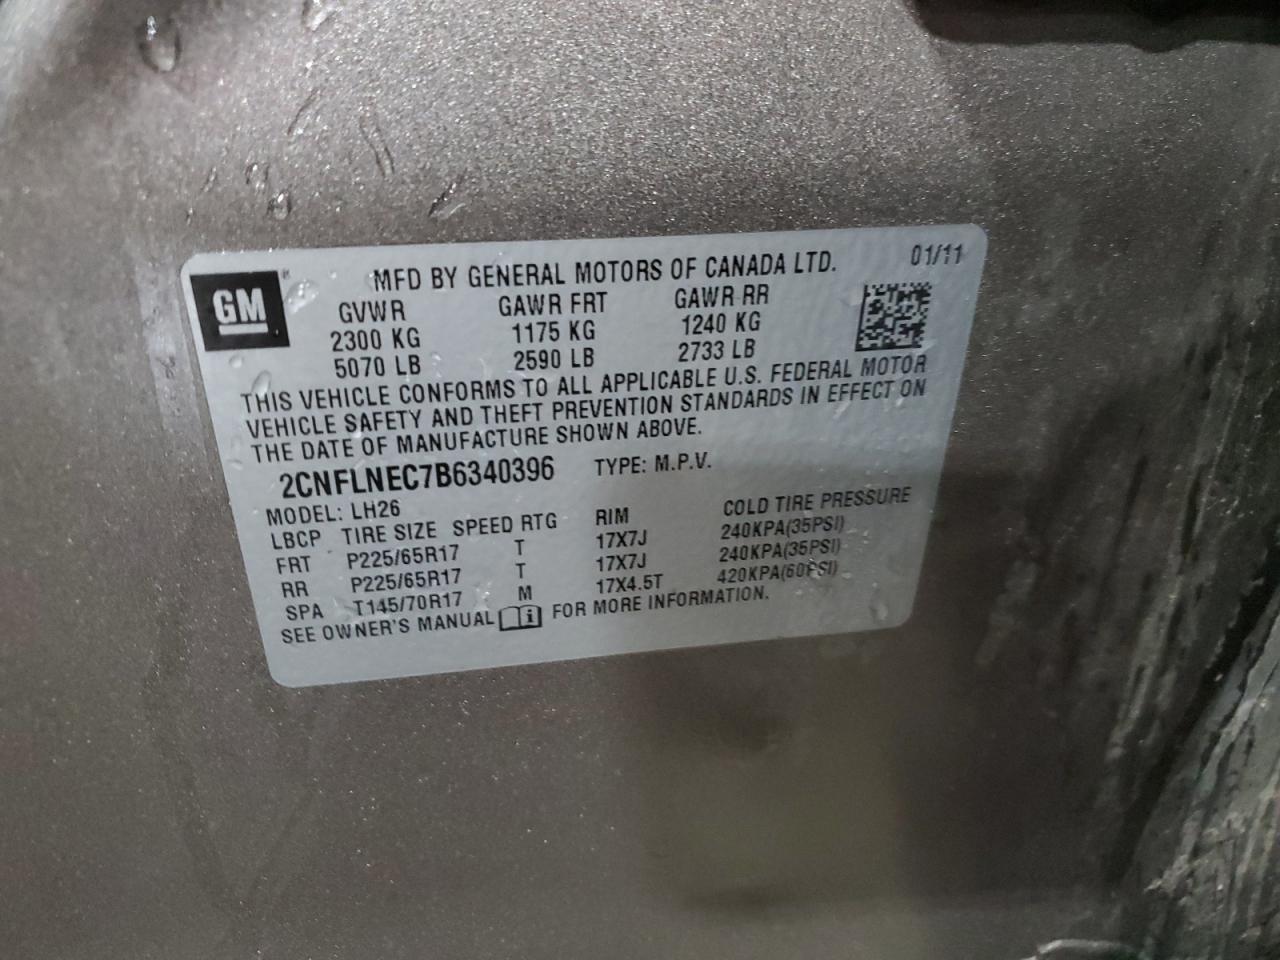 MFD BY GENERAL MOTORS OF CANADA LTD. 01/11
GM®
GVWR GAWR FRT GAWR RR
2300 KG 1175 KG 1240 KG
5070 LB 2590 LB 2733 LB
THIS VEHICLE CONFORMS TO ALL APPLICABLE U.S. FEDERAL MOTOR
VEHICLE SAFETY AND THEFT PREVENTION STANDARDS IN EFFECT ON
THE DATE OF MANUFACTURE SHOWN ABOVE.
2CNFLNEC7B6340396 TYPE: M.P.V.
MODEL: LH26
LBCP TIRE SIZE SPEED RTG RIM COLD TIRE PRESSURE
FRT P225/65R17 T 17X7J 240KPA(35PSI)
RR P225/65R17 T 17X7J 240KPA(35PSI)
SPA T145/70R17 M 17X4.5T 420KPA(60PSI)
SEE OWNER'S MANUAL i FOR MORE INFORMATION.